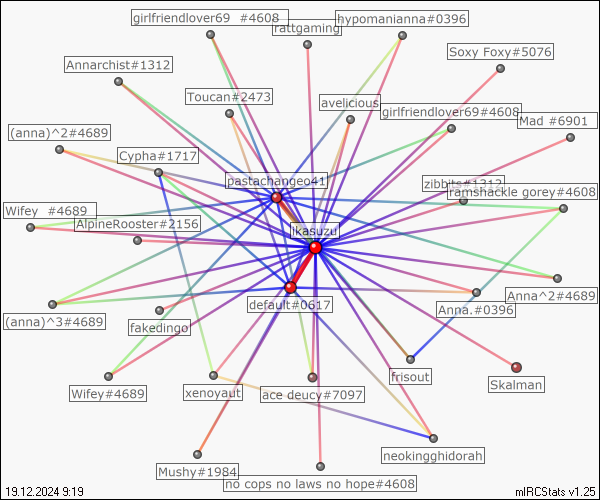 girlfriendlover69 #4608
rattgaming
hypomanianna#0396
Soxy Foxy#5076
Annarchist#1312
Toucan#2473
avelicious
girlfriendlover69#4608
Mad #6901
(anna)^2#4689
Cypha#1717
pastachangeo41
zibbits#1312
ramshackle gorey#4608
Wifey #4689
AlpineRooster#2156
ikasuzu
Anna^2#4689
default#0617
Anna.#0396
(anna)^3#4689
fakedingo
frisout
Skalman
Wifey#4689
xenoyaut
ace deucy#7097
neokingghidorah
Mushy#1984
no cops no laws no hope#4608
19.12.2024 9:19
mIRCStats v1.25